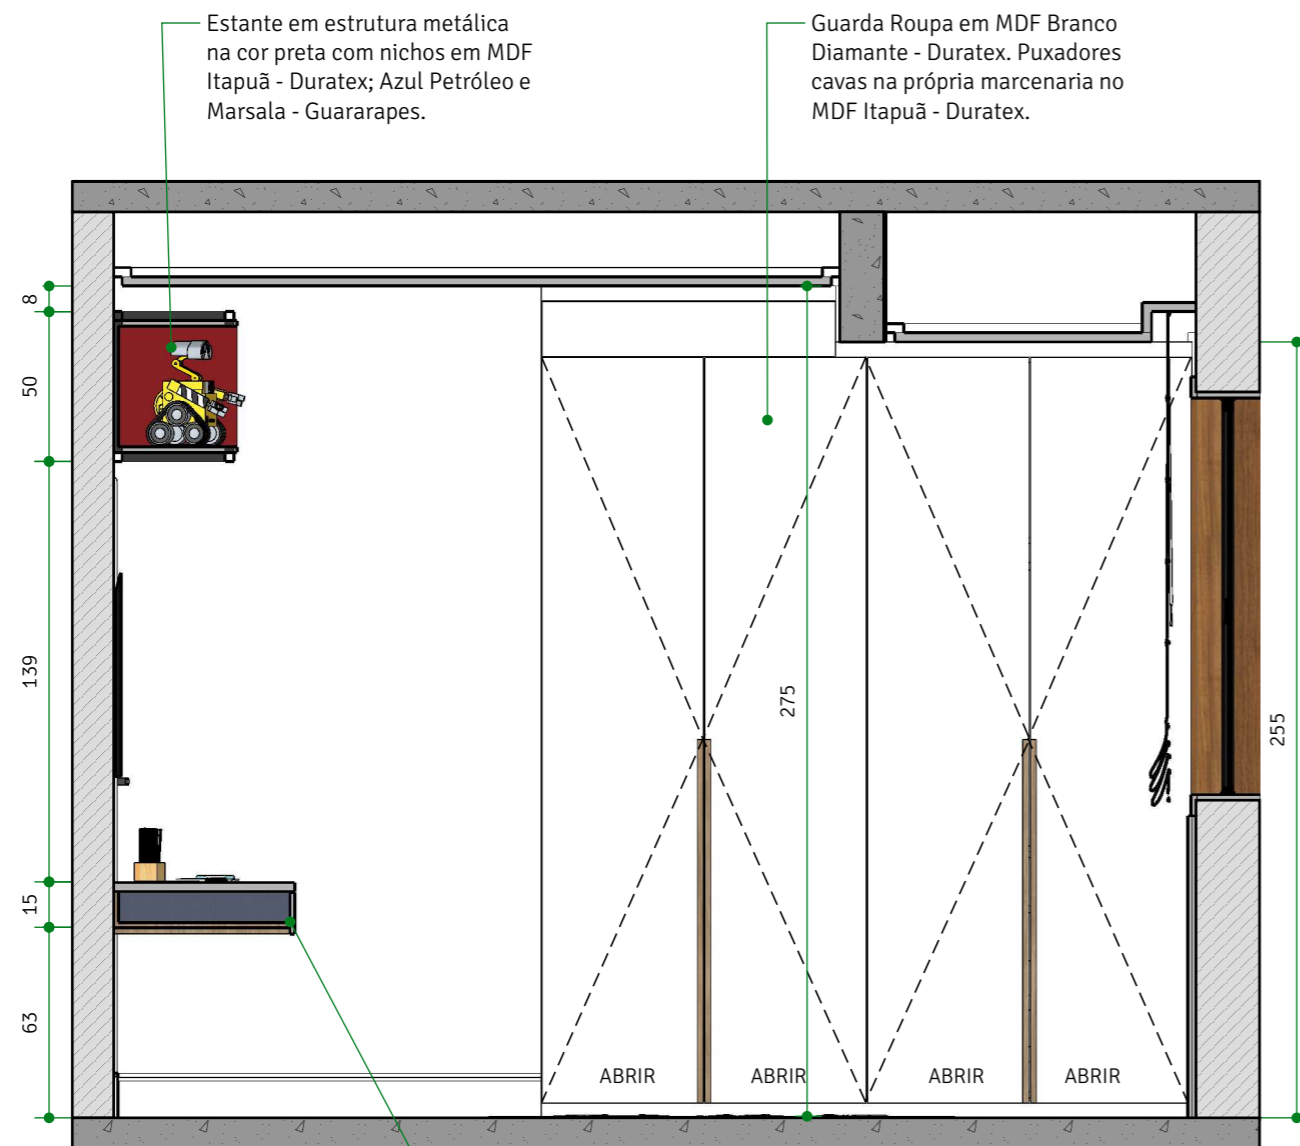 Estante em estrutura metálica
na cor preta com nichos em MDF
Itapuã - Duratex; Azul Petróleo e
Marsala - Guararapes.
Guarda Roupa em MDF Branco
Diamante - Duratex. Puxadores
cavas na própria marcenaria no
MDF Itapuã - Duratex.
8
50
139
15
63
275
255
ABRIR
ABRIR
ABRIR
ABRIR